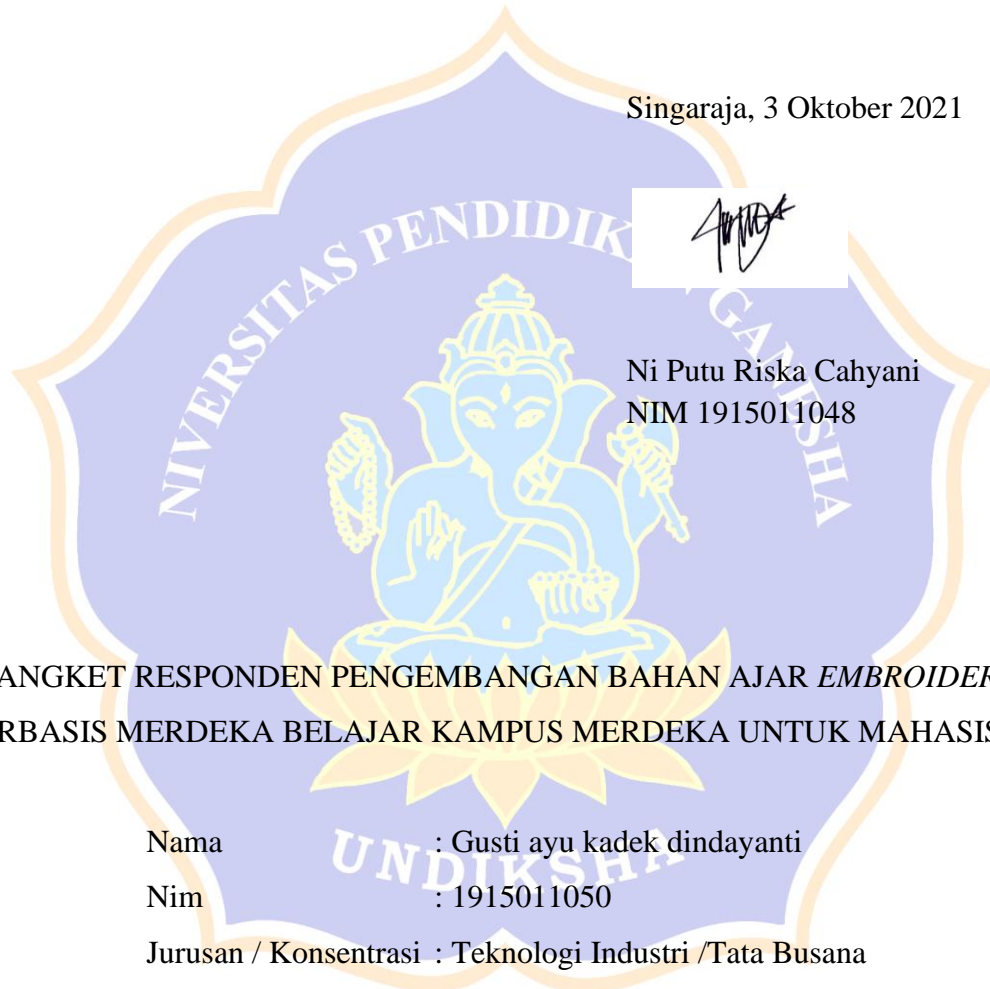 Singaraja, 3 Oktober 2021
Ni Putu Riska Cahyani
NIM 1915011048
ANGKET RESPONDEN PENGEMBANGAN BAHAN AJAR EMBROIDER
RBASIS MERDEKA BELAJAR KAMPUS MERDEKA UNTUK MAHASIS
Nama : Gusti ayu kadek dindayanti
Nim : 1915011050
Jurusan / Konsentrasi : Teknologi Industri /Tata Busana
NIVERSITAS PENDIDIK N GANESHA
UNDIKSHA